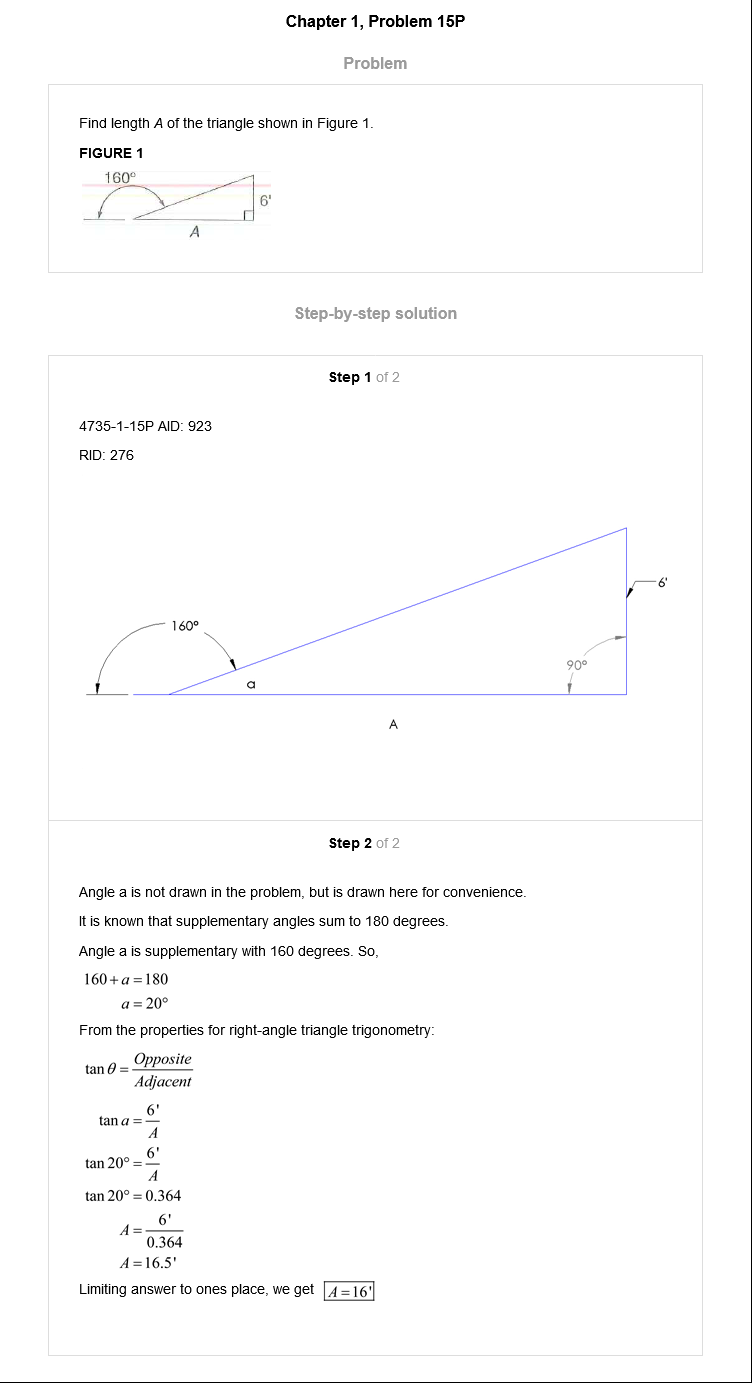 Chapter 1, Problem 15P
Problem
Find length A of the triangle shown in Figure 1.
FIGURE 1
160°
6'
A
Step-by-step solution
Step 1 of 2
4735-1-15P AID: 923
RID: 276
160°
6'
90°
a
A
Step 2 of 2
Angle a is not drawn in the problem, but is drawn here for convenience.
It is known that supplementary angles sum to 180 degrees.
Angle a is supplementary with 160 degrees. So,
160 + a = 180
a = 20°
From the properties for right-angle triangle trigonometry:
tan θ = Opposite / Adjacent
tan a = 6' / A
tan 20° = 6' / A
tan 20° = 0.364
A = 6' / 0.364
A = 16.5'
Limiting answer to ones place, we get A = 16'